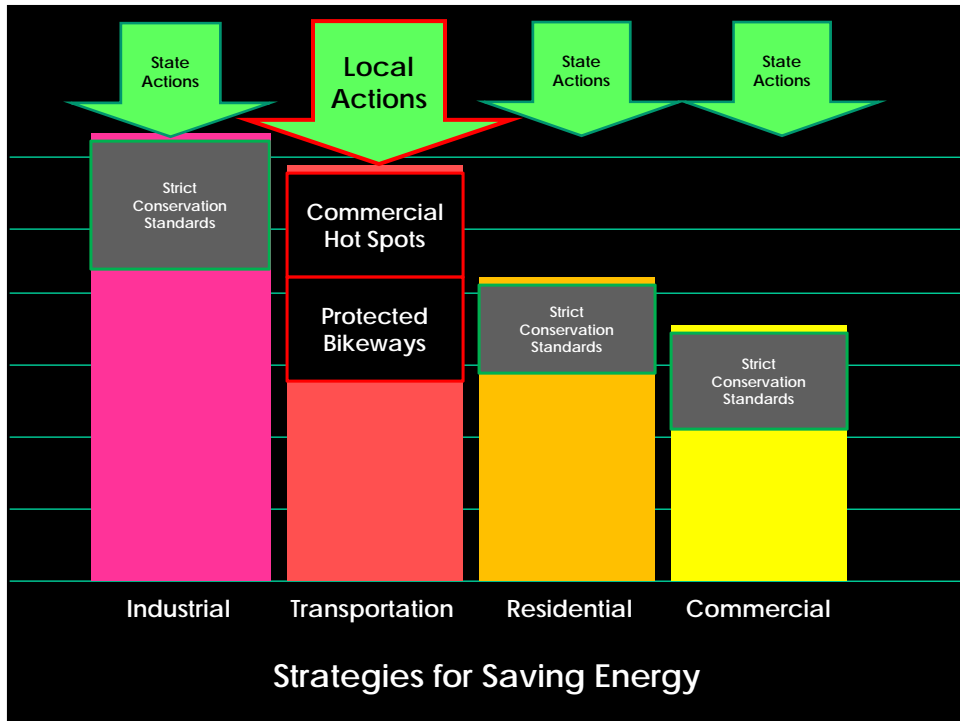 State
Actions
Local
Actions
State
Actions
State
Actions
Strict
Conservation
Standards
Commercial
Hot Spots
Protected
Bikeways
Strict
Conservation
Standards
Strict
Conservation
Standards
Industrial
Transportation
Residential
Commercial
Strategies for Saving Energy